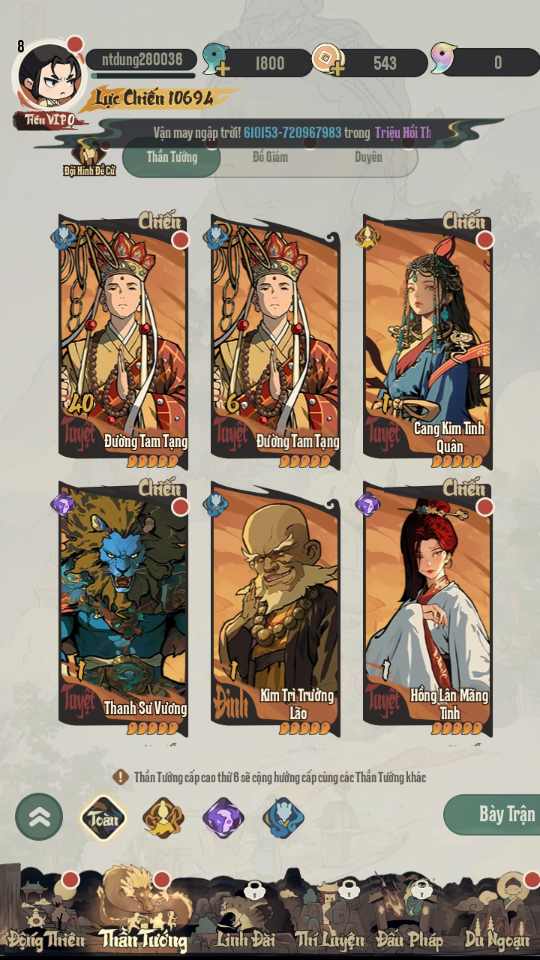 8
ntdung280036
1800
543
0
Tiên VIP 0
Lực Chiến 10694
Vận may ngập trời! 610153-720967983 trong Triệu Hồi Th
Đội Hình Đề Cử
Thần Tướng
Đồ Giám
Duyên
Chiến
40
Tuyệt
Đường Tam Tạng
6
Tuyệt
Đường Tam Tạng
Chiến
1
Tuyệt
Cang Kim Tinh
Quân
Chiến
1
Tuyệt
Thanh Sư Vương
1
Đỉnh
Kim Trì Trưởng
Lão
Chiến
1
Tuyệt
Hồng Lân Mãng
Tinh
Thần Tướng cấp cao thứ 6 sẽ cộng hưởng cấp cùng các Thần Tướng khác
Toàn
Bày Trận
Động Thiên
Thần Tướng
Linh Đài
Thí Luyện
Đấu Pháp
Du Ngoạn